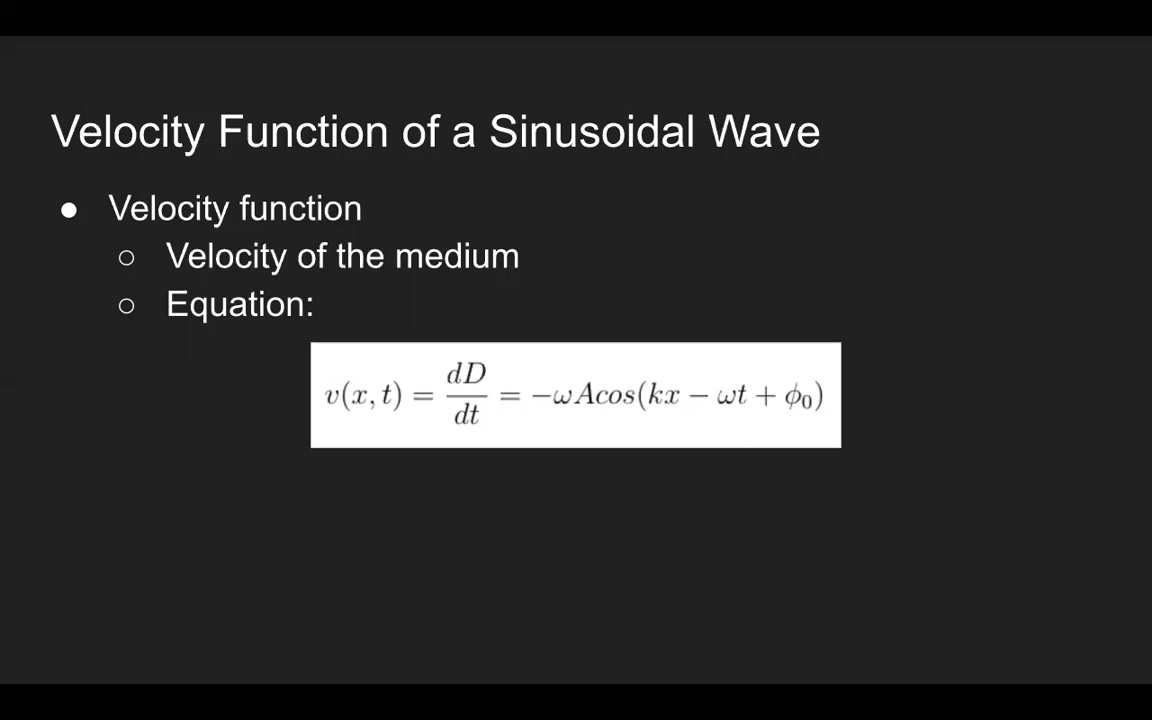 Velocity Function of a Sinusoidal Wave
● Velocity function
○ Velocity of the medium
○ Equation:
v(x, t) = dD/dt = −ωAcos(kx − ωt + ϕ₀)